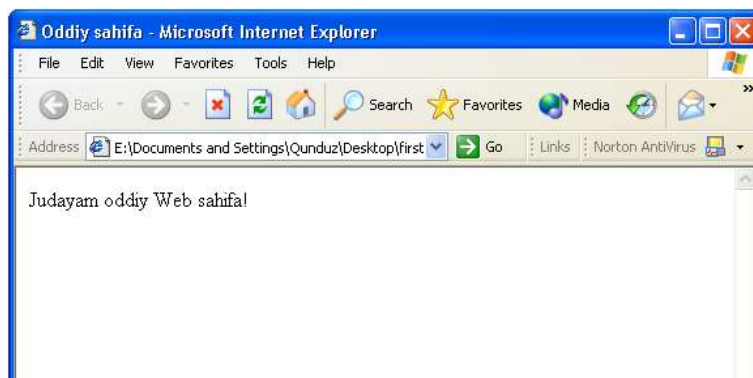 Oddiy sahifa - Microsoft Internet Explorer
File Edit View Favorites Tools Help
Back Search Favorites Media »
Address E:\Documents and Settings\Qunduz\Desktop\first Go Links Norton AntiVirus
Judayam oddiy Web sahifa!